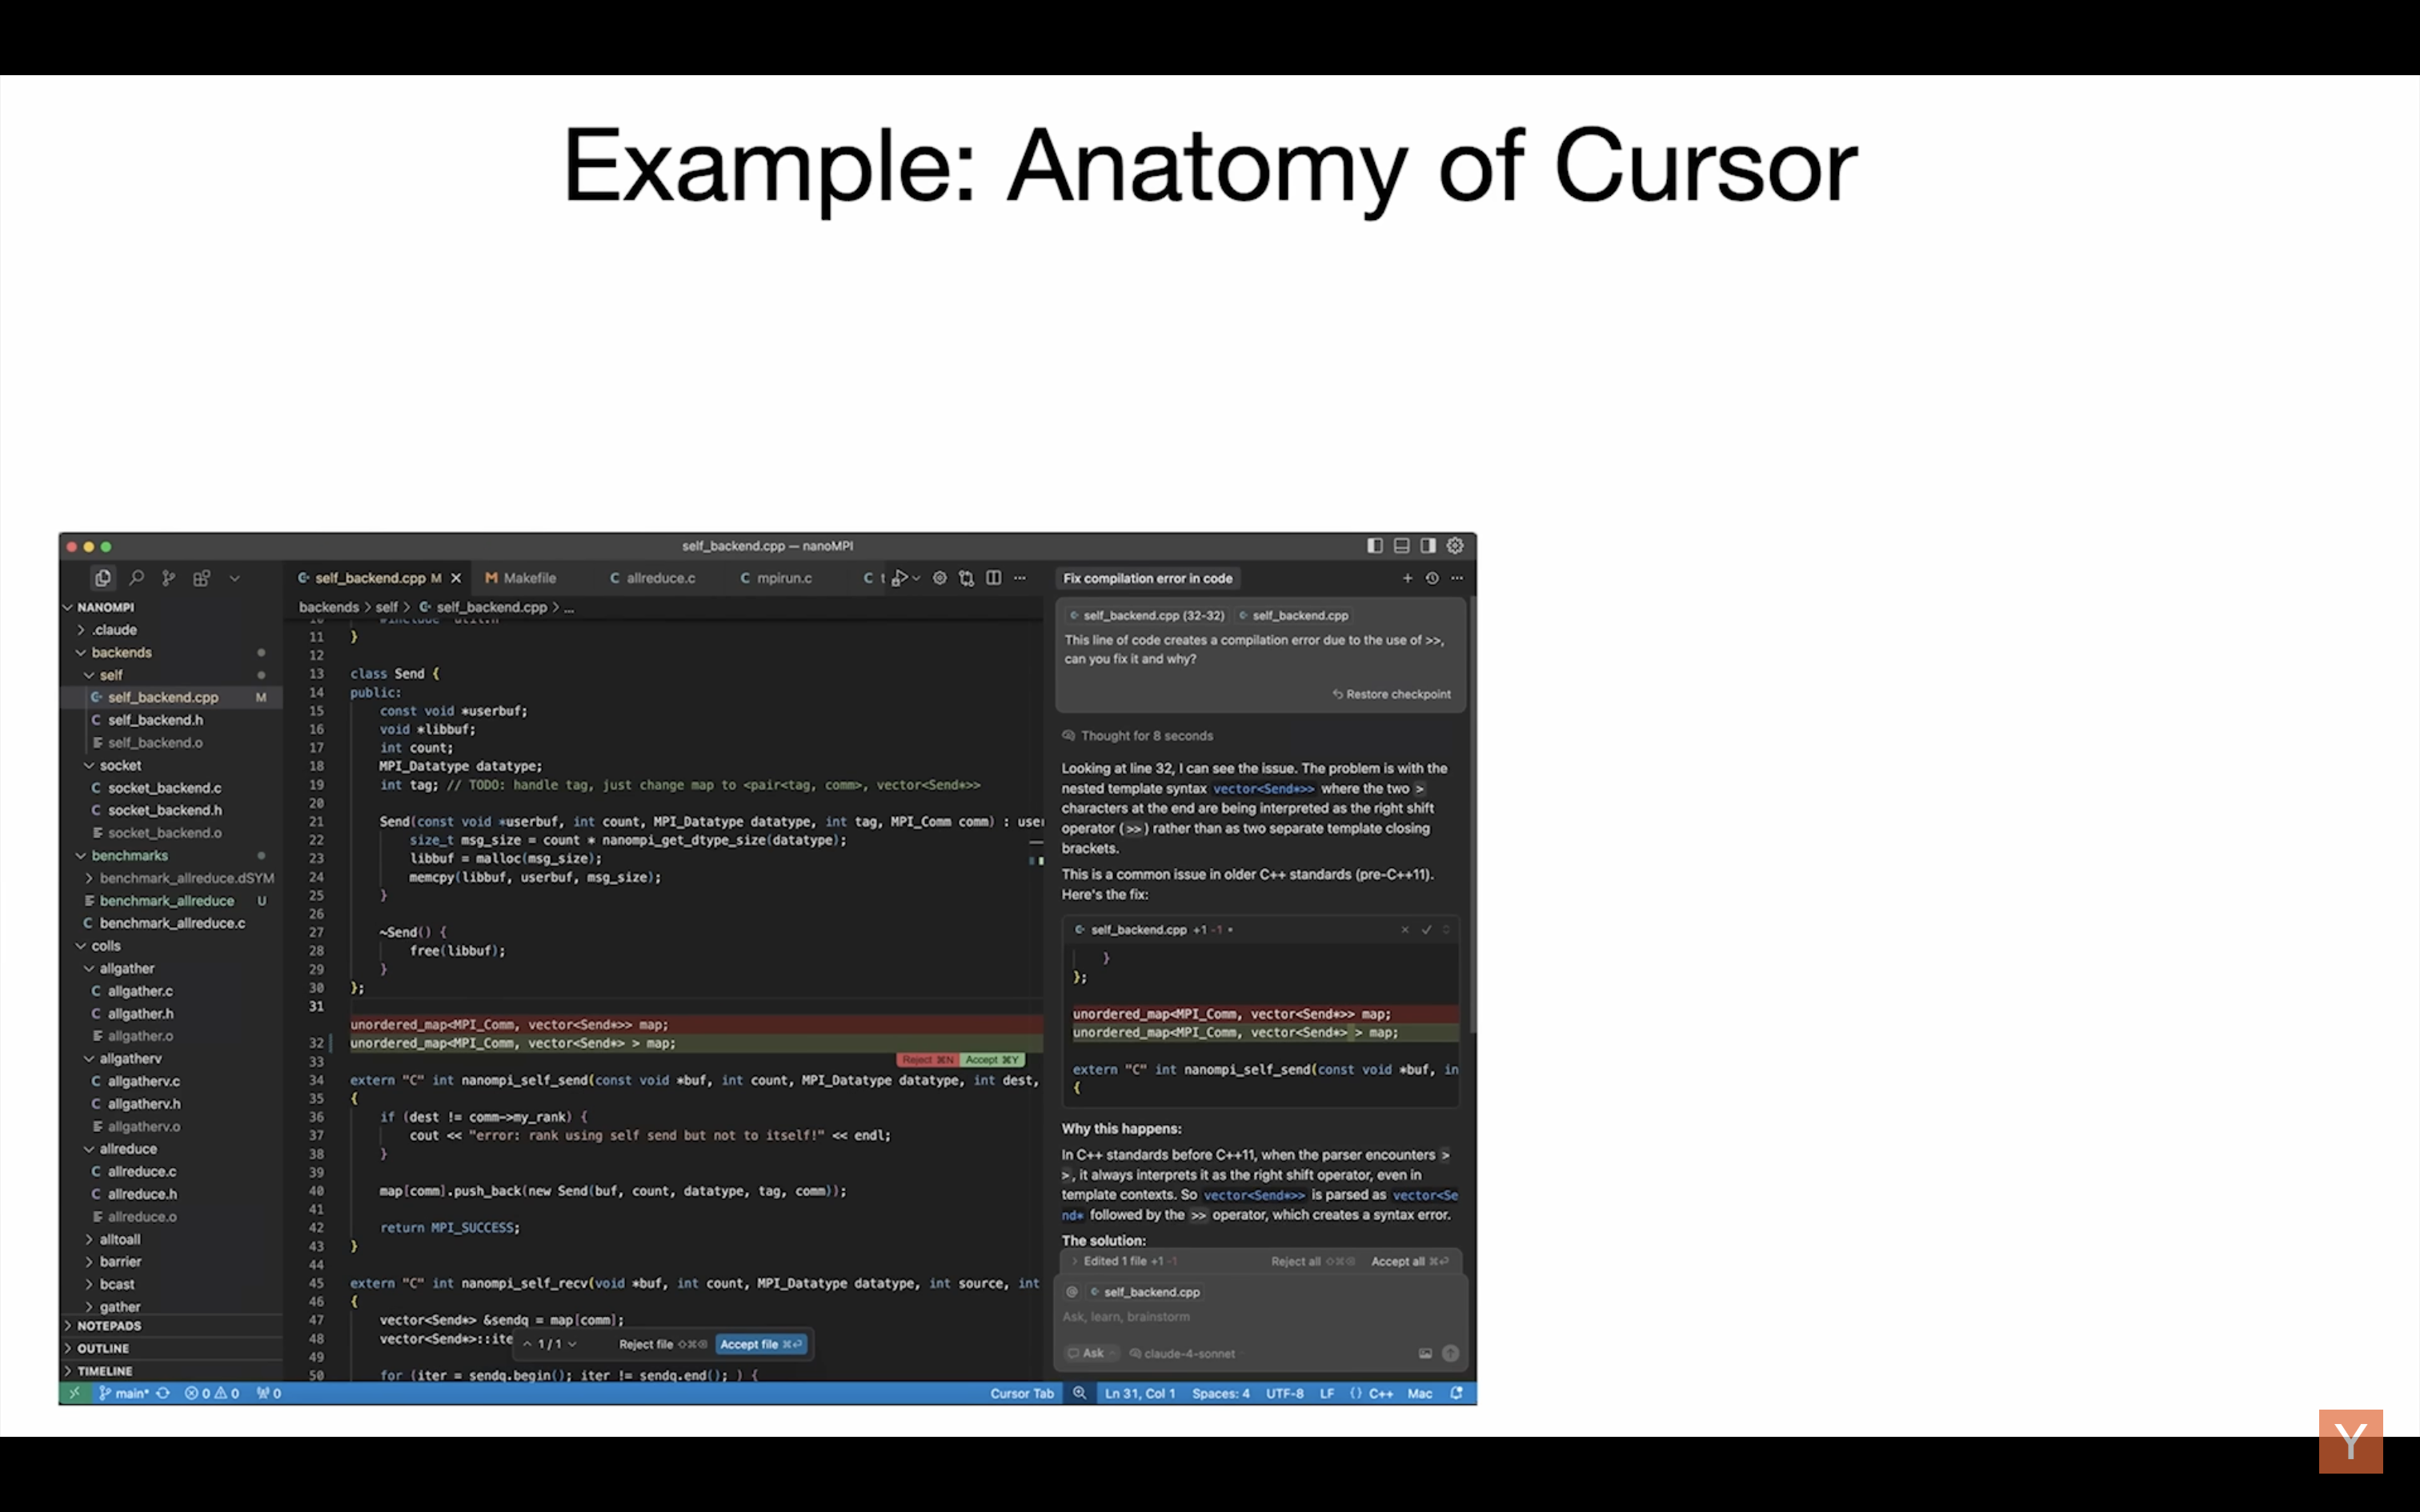 Example: Anatomy of Cursor
self_backend.cpp — nanoMPI
self_backend.cpp M
Makefile
C allreduce.c
C mpirun.c
C t
NANOMPI
.claude
backends
self
self_backend.cpp M
C self_backend.h
self_backend.o
socket
C socket_backend.c
C socket_backend.h
socket_backend.o
benchmarks
benchmark_allreduce.dSYM
benchmark_allreduce U
C benchmark_allreduce.c
colls
allgather
C allgather.c
C allgather.h
allgather.o
allgatherv
C allgatherv.c
C allgatherv.h
allgatherv.o
allreduce
C allreduce.c
C allreduce.h
allreduce.o
alltoall
barrier
bcast
gather
NOTEPADS
OUTLINE
TIMELINE
backends > self > self_backend.cpp > ...
11 }
12
13 class Send {
14 public:
15 const void *userbuf;
16 void *libbuf;
17 int count;
18 MPI_Datatype datatype;
19 int tag; // TODO: handle tag, just change map to <pair<tag, comm>, vector<Send*>>
20
21 Send(const void *userbuf, int count, MPI_Datatype datatype, int tag, MPI_Comm comm) : user
22 size_t msg_size = count * nanompi_get_dtype_size(datatype);
23 libbuf = malloc(msg_size);
24 memcpy(libbuf, userbuf, msg_size);
25 }
26
27 ~Send() {
28 free(libbuf);
29 }
30 };
31
unordered_map<MPI_Comm, vector<Send*>> map;
32 unordered_map<MPI_Comm, vector<Send*> > map;
33
Reject ⌘N Accept ⌘Y
34 extern "C" int nanompi_self_send(const void *buf, int count, MPI_Datatype datatype, int dest,
35 {
36 if (dest != comm->my_rank) {
37 cout << "error: rank using self send but not to itself!" << endl;
38 }
39
40 map[comm].push_back(new Send(buf, count, datatype, tag, comm));
41
42 return MPI_SUCCESS;
43 }
44
45 extern "C" int nanompi_self_recv(void *buf, int count, MPI_Datatype datatype, int source, int
46 {
47 vector<Send*> &sendq = map[comm];
48 vector<Send*>::ite
49
50 for (iter = sendq.begin(); iter != sendq.end(); ) {
1 / 1 Reject file Accept file
Fix compilation error in code
self_backend.cpp (32-32) self_backend.cpp
This line of code creates a compilation error due to the use of >>,
can you fix it and why?
Restore checkpoint
Thought for 8 seconds
Looking at line 32, I can see the issue. The problem is with the
nested template syntax vector<Send*>> where the two >
characters at the end are being interpreted as the right shift
operator (>>) rather than as two separate template closing
brackets.
This is a common issue in older C++ standards (pre-C++11).
Here's the fix:
self_backend.cpp +1 -1
}
};
unordered_map<MPI_Comm, vector<Send*>> map;
unordered_map<MPI_Comm, vector<Send*> > map;
extern "C" int nanompi_self_send(const void *buf, in
{
Why this happens:
In C++ standards before C++11, when the parser encounters >
>, it always interprets it as the right shift operator, even in
template contexts. So vector<Send*>> is parsed as vector<Se
nd* followed by the >> operator, which creates a syntax error.
The solution:
Edited 1 file +1 -1 Reject all Accept all
@ self_backend.cpp
Ask, learn, brainstorm
Ask claude-4-sonnet
main* 0 0 0
Cursor Tab Ln 31, Col 1 Spaces: 4 UTF-8 LF {} C++ Mac
Y